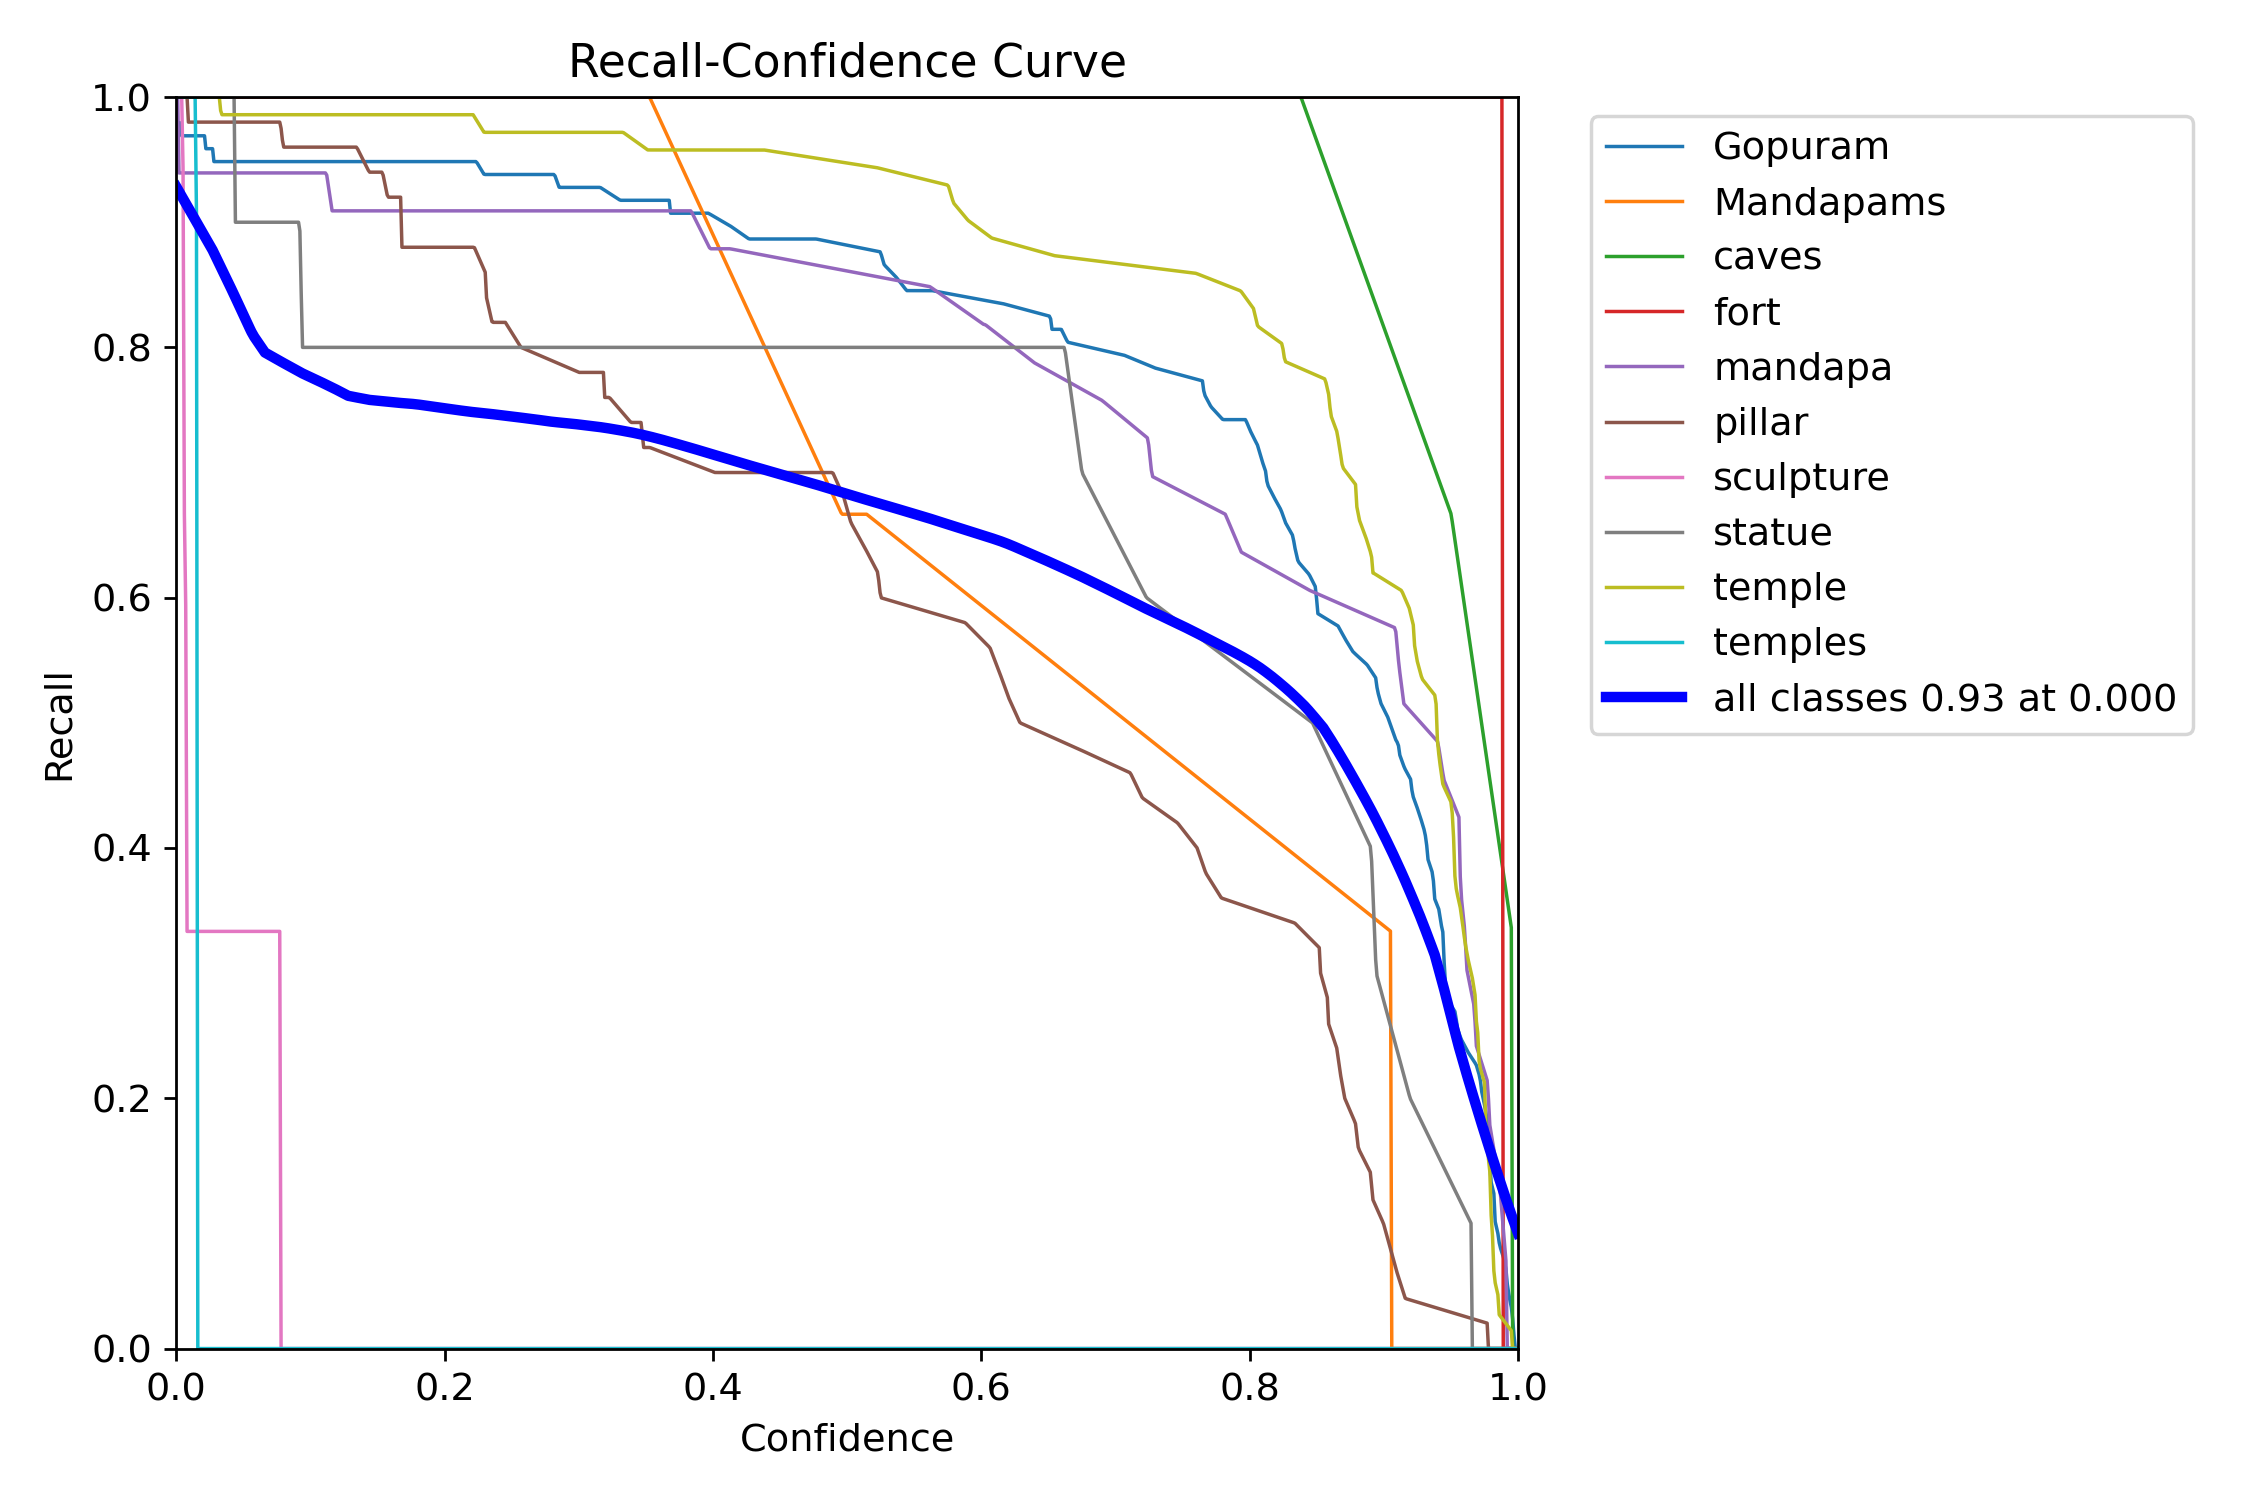 Recall-Confidence Curve
1.0
0.8
0.6
0.4
0.2
0.0
Recall
0.0 0.2 0.4 0.6 0.8 1.0
Confidence
Gopuram
Mandapams
caves
fort
mandapa
pillar
sculpture
statue
temple
temples
all classes 0.93 at 0.000